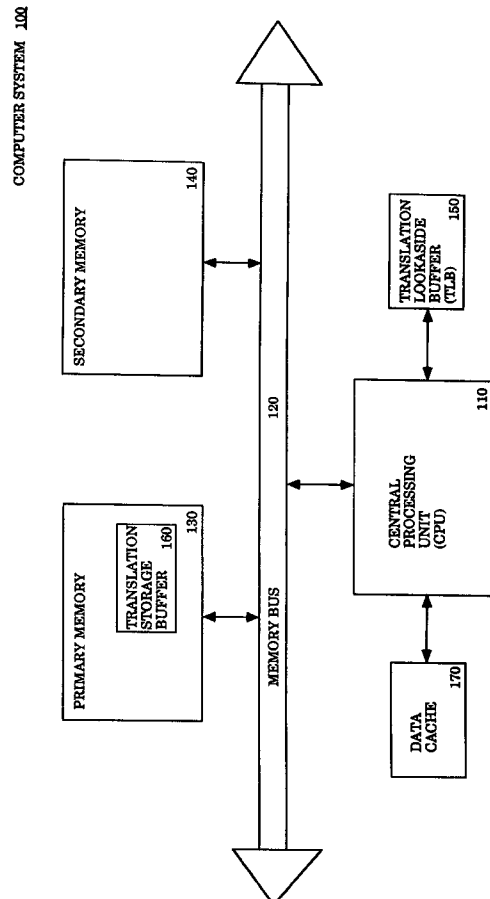 COMPUTER SYSTEM 100
PRIMARY MEMORY
TRANSLATION
STORAGE
BUFFER
160
130
SECONDARY MEMORY
140
MEMORY BUS
120
DATA
CACHE
170
CENTRAL
PROCESSING
UNIT
(CPU)
110
TRANSLATION
LOOKASIDE
BUFFER
(TLB)
150